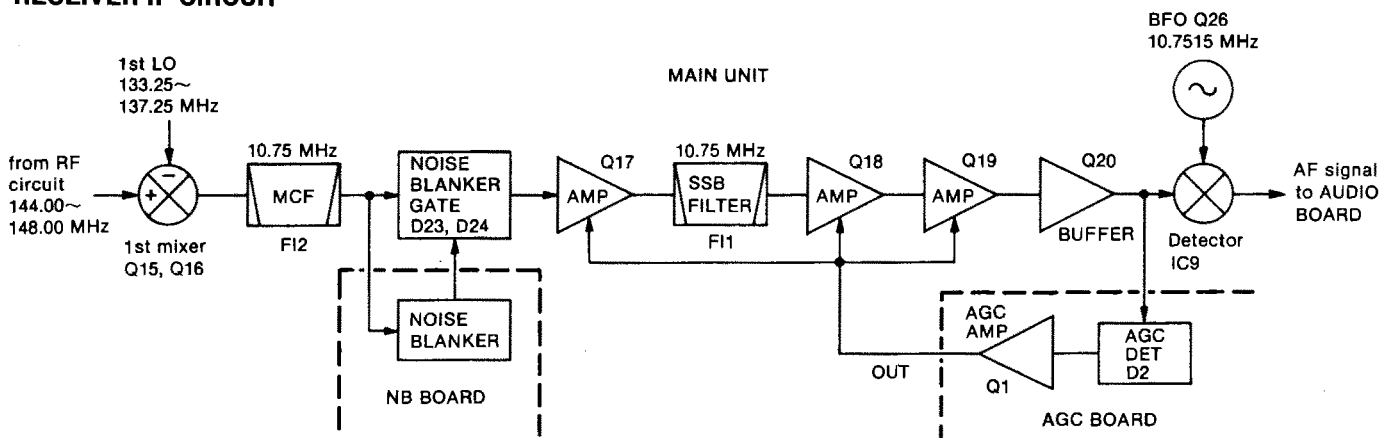 RECEIVER IF CIRCUIT
BFO Q26
10.7515 MHz
1st LO
133.25~
137.25 MHz
MAIN UNIT
from RF
circuit
144.00~
148.00 MHz
+
−
1st mixer
Q15, Q16
10.75 MHz
MCF
FI2
NOISE
BLANKER
GATE
D23, D24
Q17
AMP
10.75 MHz
SSB
FILTER
FI1
Q18
AMP
Q19
AMP
Q20
BUFFER
Detector
IC9
AF signal
to AUDIO
BOARD
NOISE
BLANKER
NB BOARD
OUT
AGC
AMP
Q1
AGC
DET
D2
AGC BOARD